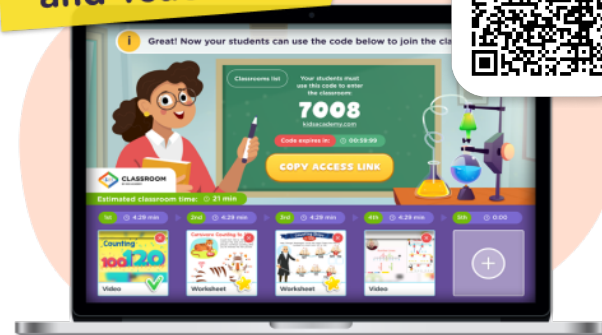 and
Great! Now your students can use the code below to join the cla
Classrooms list
Your students must
use this code to enter
the classroom
7008
kidsacademy.com
Code expires in: 00:59:99
COPY ACCESS LINK
CLASSROOM
Estimated classroom time: 21 min
1st 4:29 min 2nd 4:29 min 3rd 4:29 min 4th 4:29 min 5th 0:00
Counting
100 120
Carnivore Counting
Video
Worksheet
Worksheet
Video